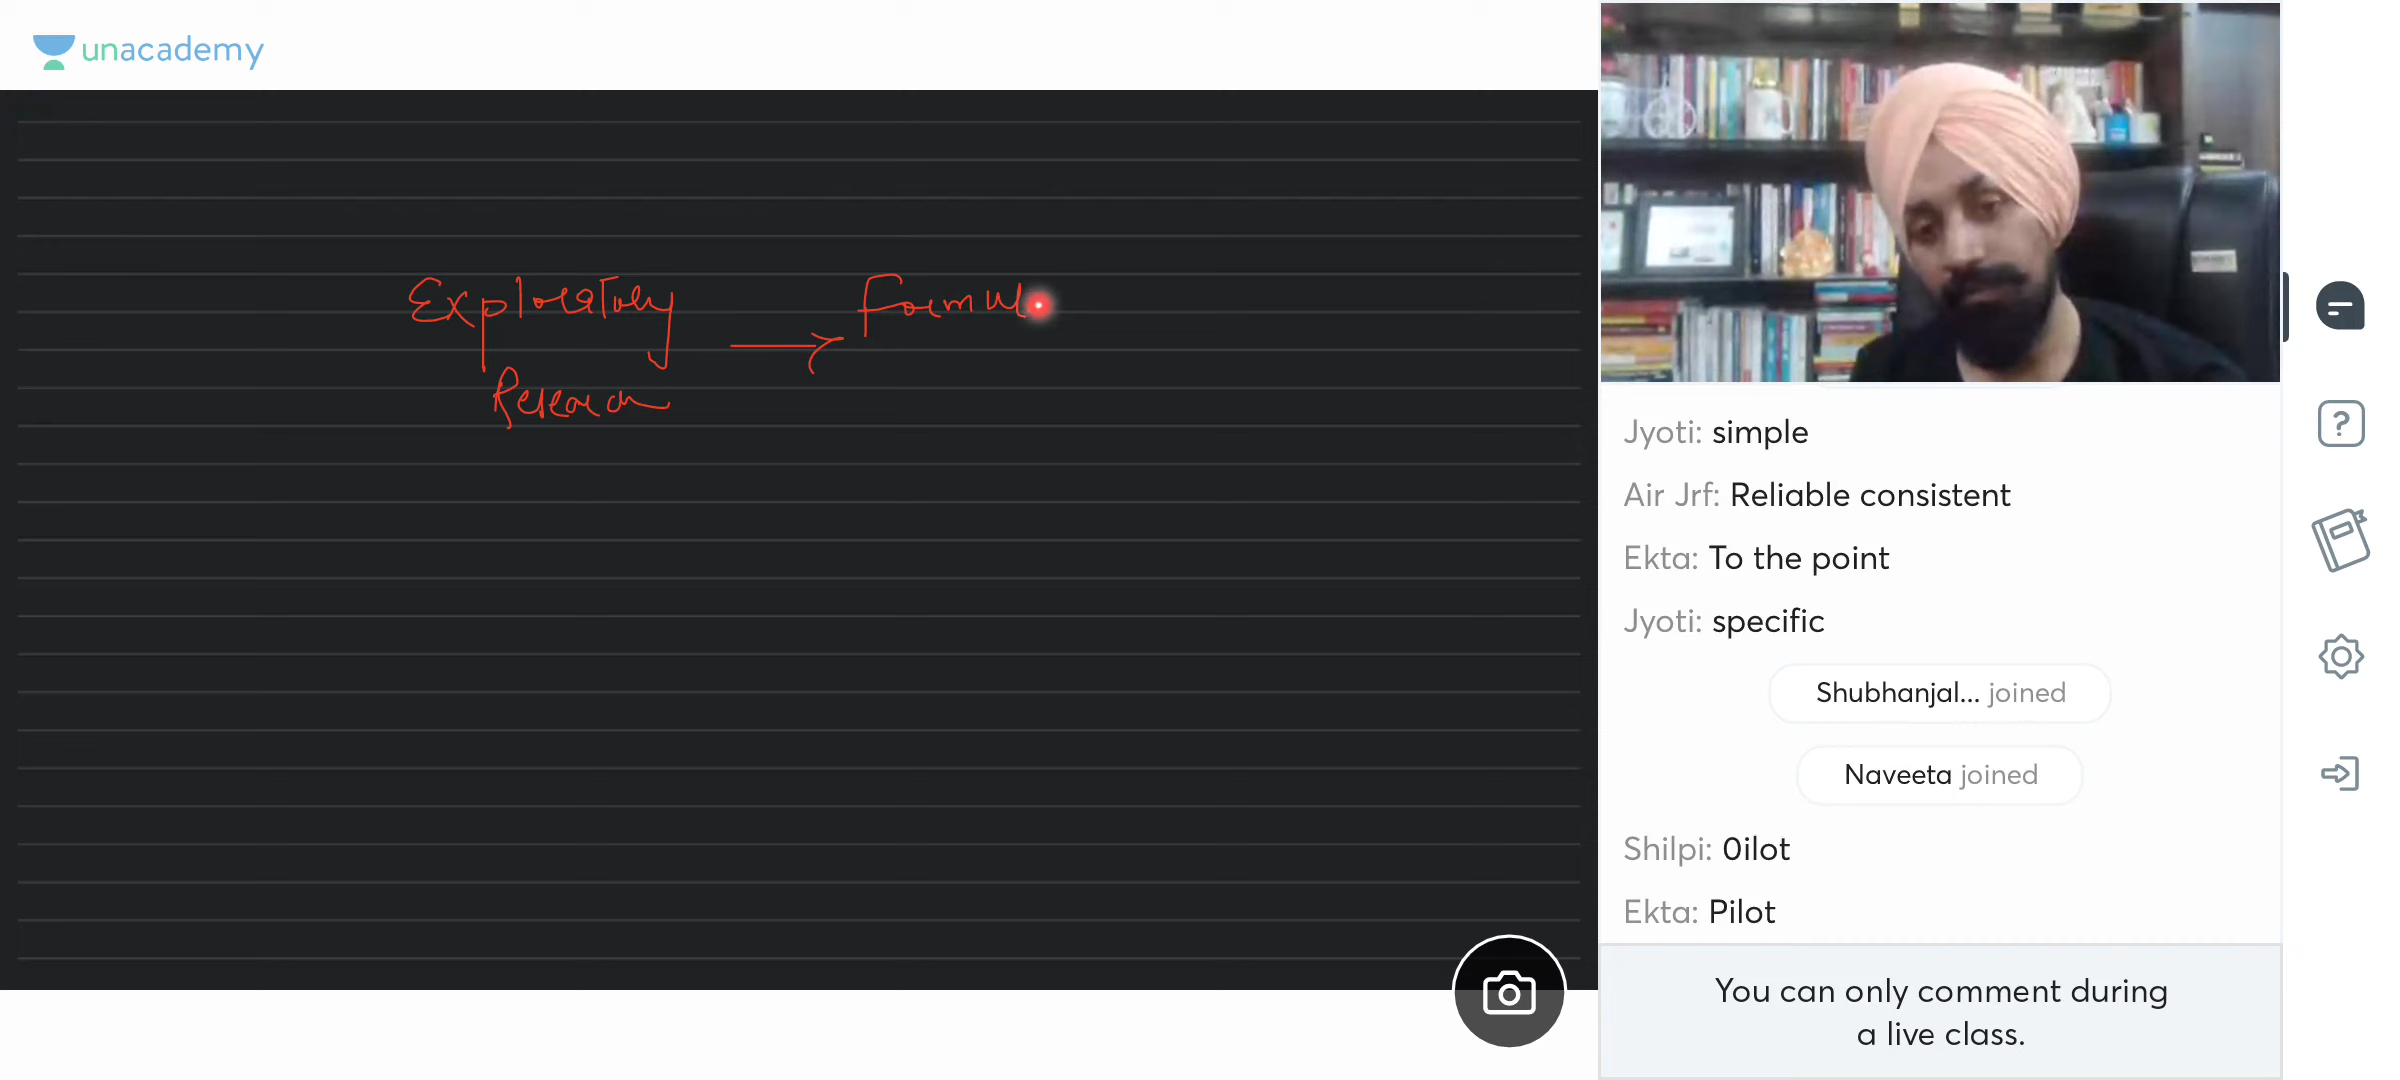 unacademy
Exploratory
Research
Formul
Jyoti: simple
Air Jrf: Reliable consistent
Ekta: To the point
Jyoti: specific
Shubhanjal... joined
Naveeta joined
Shilpi: 0ilot
Ekta: Pilot
You can only comment during
a live class.